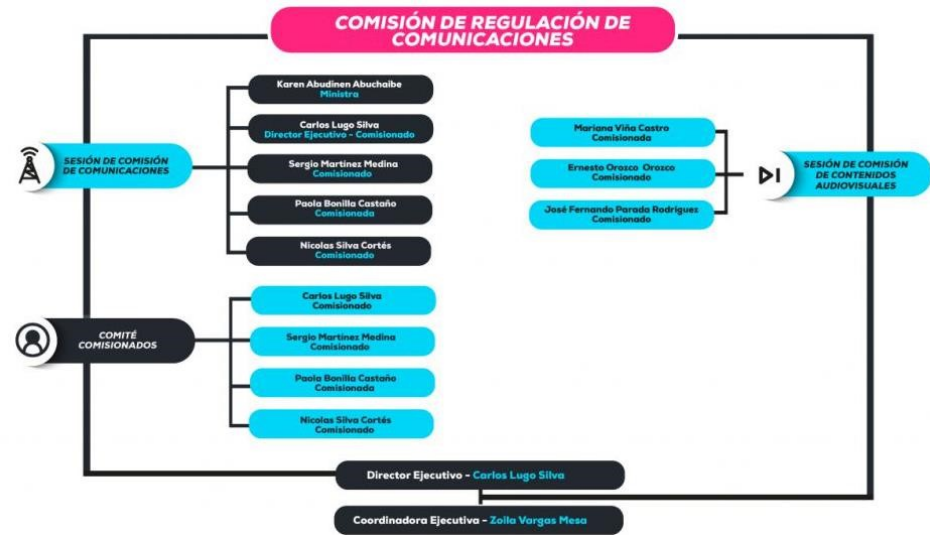 COMISIÓN DE REGULACIÓN DE
COMUNICACIONES
SESIÓN DE COMISIÓN
DE COMUNICACIONES
Karen Abudinen Abuchaibe
Ministra
Carlos Lugo Silva
Director Ejecutivo - Comisionado
Sergio Martínez Medina
Comisionado
Paola Bonilla Castaño
Comisionada
Nicolas Silva Cortés
Comisionado
Mariana Viña Castro
Comisionada
Ernesto Orozco Orozco
Comisionado
José Fernando Parada Rodríguez
Comisionado
SESIÓN DE COMISIÓN
DE CONTENIDOS
AUDIOVISUALES
COMITÉ
COMISIONADOS
Carlos Lugo Silva
Comisionado
Sergio Martínez Medina
Comisionado
Paola Bonilla Castaño
Comisionada
Nicolas Silva Cortés
Comisionado
Director Ejecutivo - Carlos Lugo Silva
Coordinadora Ejecutiva - Zoila Vargas Mesa